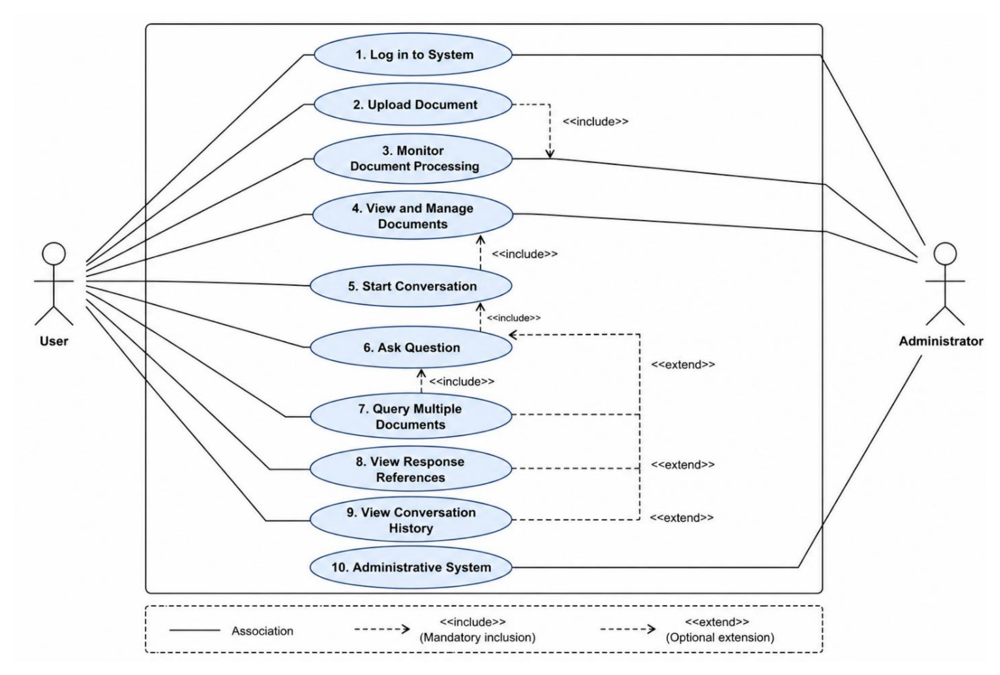 1. Log in to System
2. Upload Document
<<include>>
3. Monitor
Document Processing
4. View and Manage
Documents
<<include>>
5. Start Conversation
<<include>>
6. Ask Question
<<extend>>
<<include>>
7. Query Multiple
Documents
8. View Response
References
<<extend>>
9. View Conversation
History
<<extend>>
10. Administrative System
User
Administrator
Association
<<include>>
(Mandatory inclusion)
<<extend>>
(Optional extension)